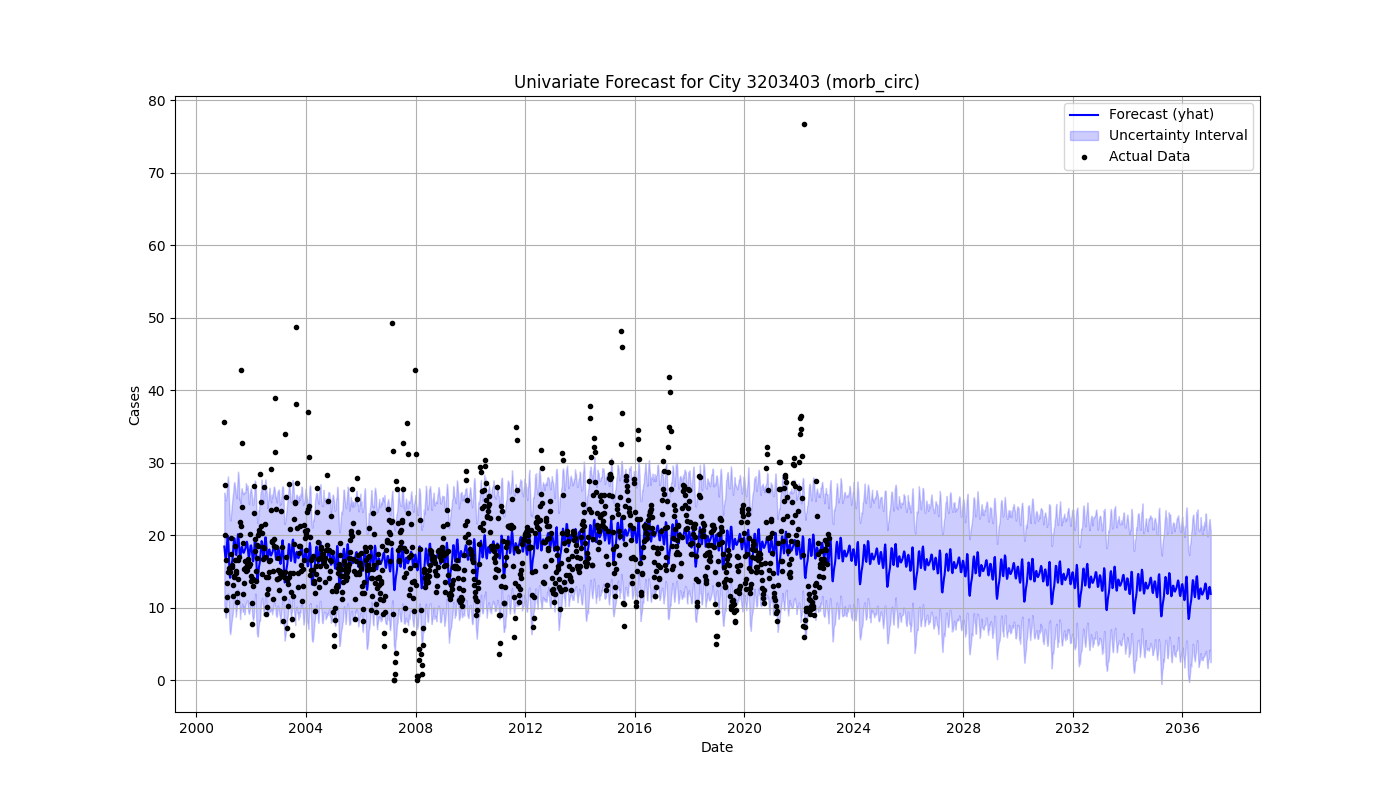 Univariate Forecast for City 3203403 (morb_circ)
Forecast (yhat)
Uncertainty Interval
Actual Data
Cases
80
70
60
50
40
30
20
10
0
2000 2004 2008 2012 2016 2020 2024 2028 2032 2036
Date